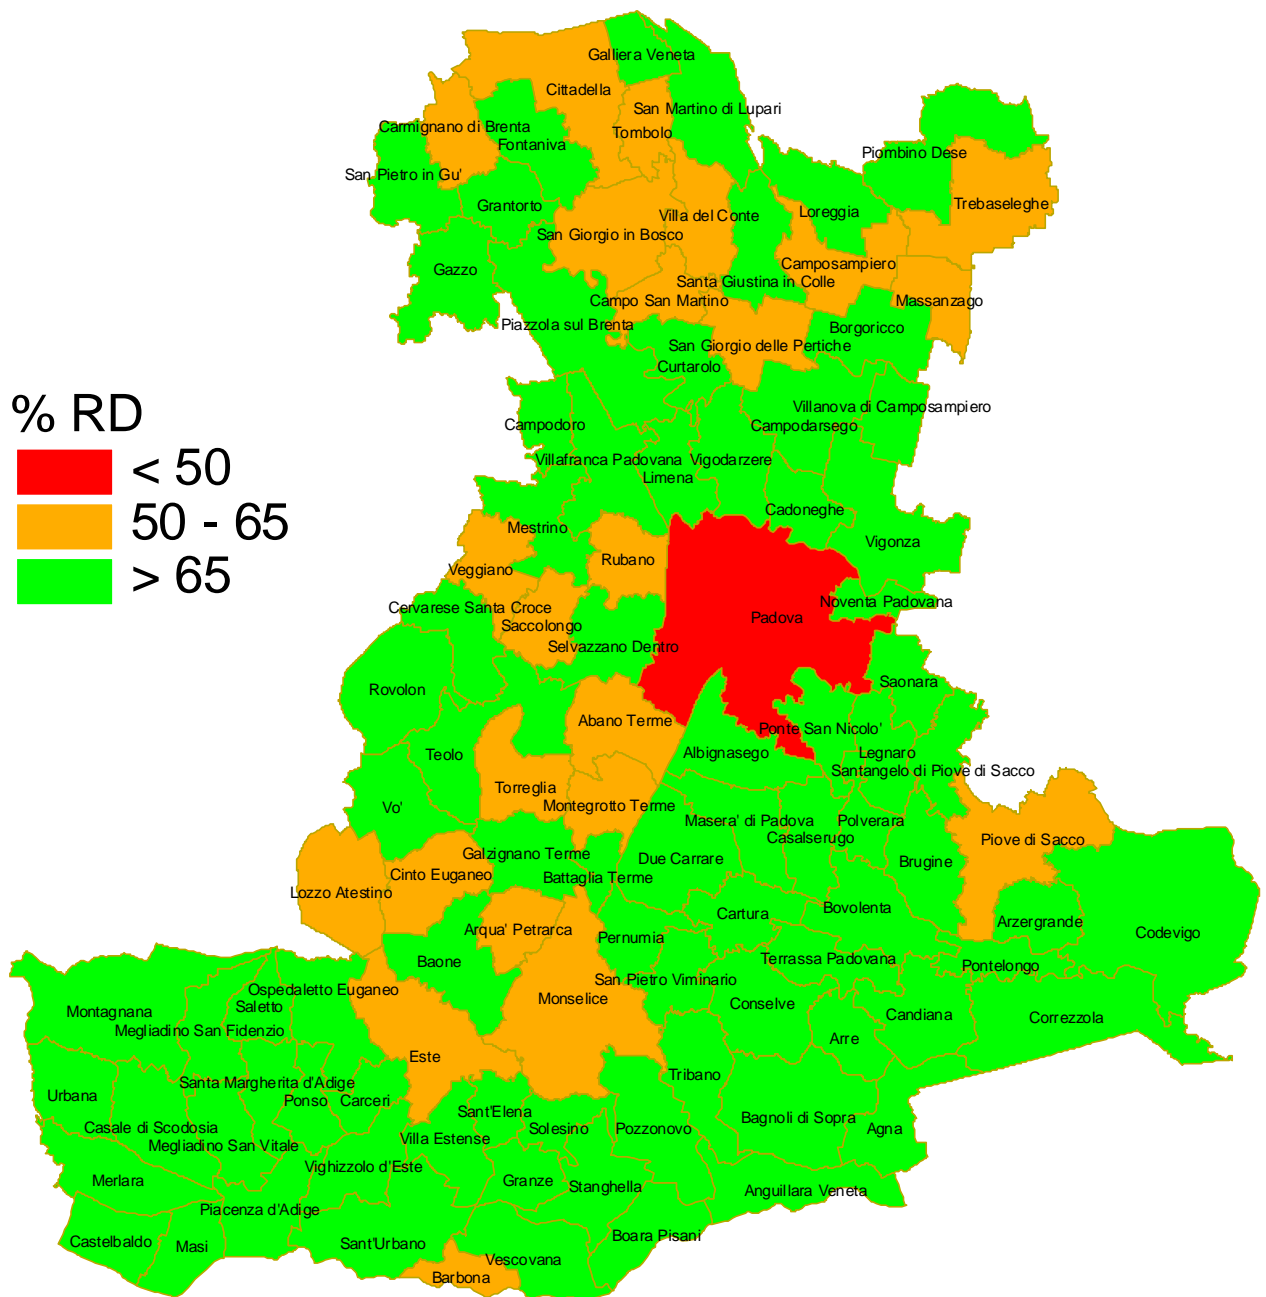 Galliera Veneta
Cittadella
San Martino di Lupari
Carmignano di Brenta
Tombolo
Fontaniva
Piombino Dese
San Pietro in Gu'
Grantorto
Trebaseleghe
Villa del Conte
Loreggia
San Giorgio in Bosco
Gazzo
Camposampiero
Santa Giustina in Colle
Campo San Martino
Massanzago
Piazzola sul Brenta
Borgoricco
San Giorgio delle Pertiche
Curtarolo
% RD
< 50
50 - 65
> 65
Villanova di Camposampiero
Campodoro
Campodarsego
Villafranca Padovana
Vigodarzere
Limena
Cadoneghe
Mestrino
Vigonza
Rubano
Veggiano
Noventa Padovana
Cervarese Santa Croce
Saccolongo
Padova
Selvazzano Dentro
Saonara
Rovolon
Abano Terme
Ponte San Nicolo'
Teolo
Albignasego
Legnaro
Santangelo di Piove di Sacco
Torreglia
Vo'
Montegrotto Terme
Masera' di Padova
Polverara
Casalserugo
Piove di Sacco
Galzignano Terme
Due Carrare
Brugine
Cinto Euganeo
Battaglia Terme
Lozzo Atestino
Cartura
Bovolenta
Arzergrande
Arqua' Petrarca
Pernumia
Codevigo
Baone
Terrassa Padovana
Pontelongo
San Pietro Viminario
Ospedaletto Euganeo
Monselice
Saletto
Conselve
Montagnana
Candiana
Correzzola
Megliadino San Fidenzio
Arre
Este
Tribano
Santa Margherita d'Adige
Urbana
Ponso
Carceri
Sant'Elena
Bagnoli di Sopra
Casale di Scodosia
Solesino
Pozzonovo
Agna
Villa Estense
Megliadino San Vitale
Vighizzolo d'Este
Merlara
Granze
Stanghella
Anguillara Veneta
Piacenza d'Adige
Boara Pisani
Castelbaldo
Masi
Sant'Urbano
Vescovana
Barbona